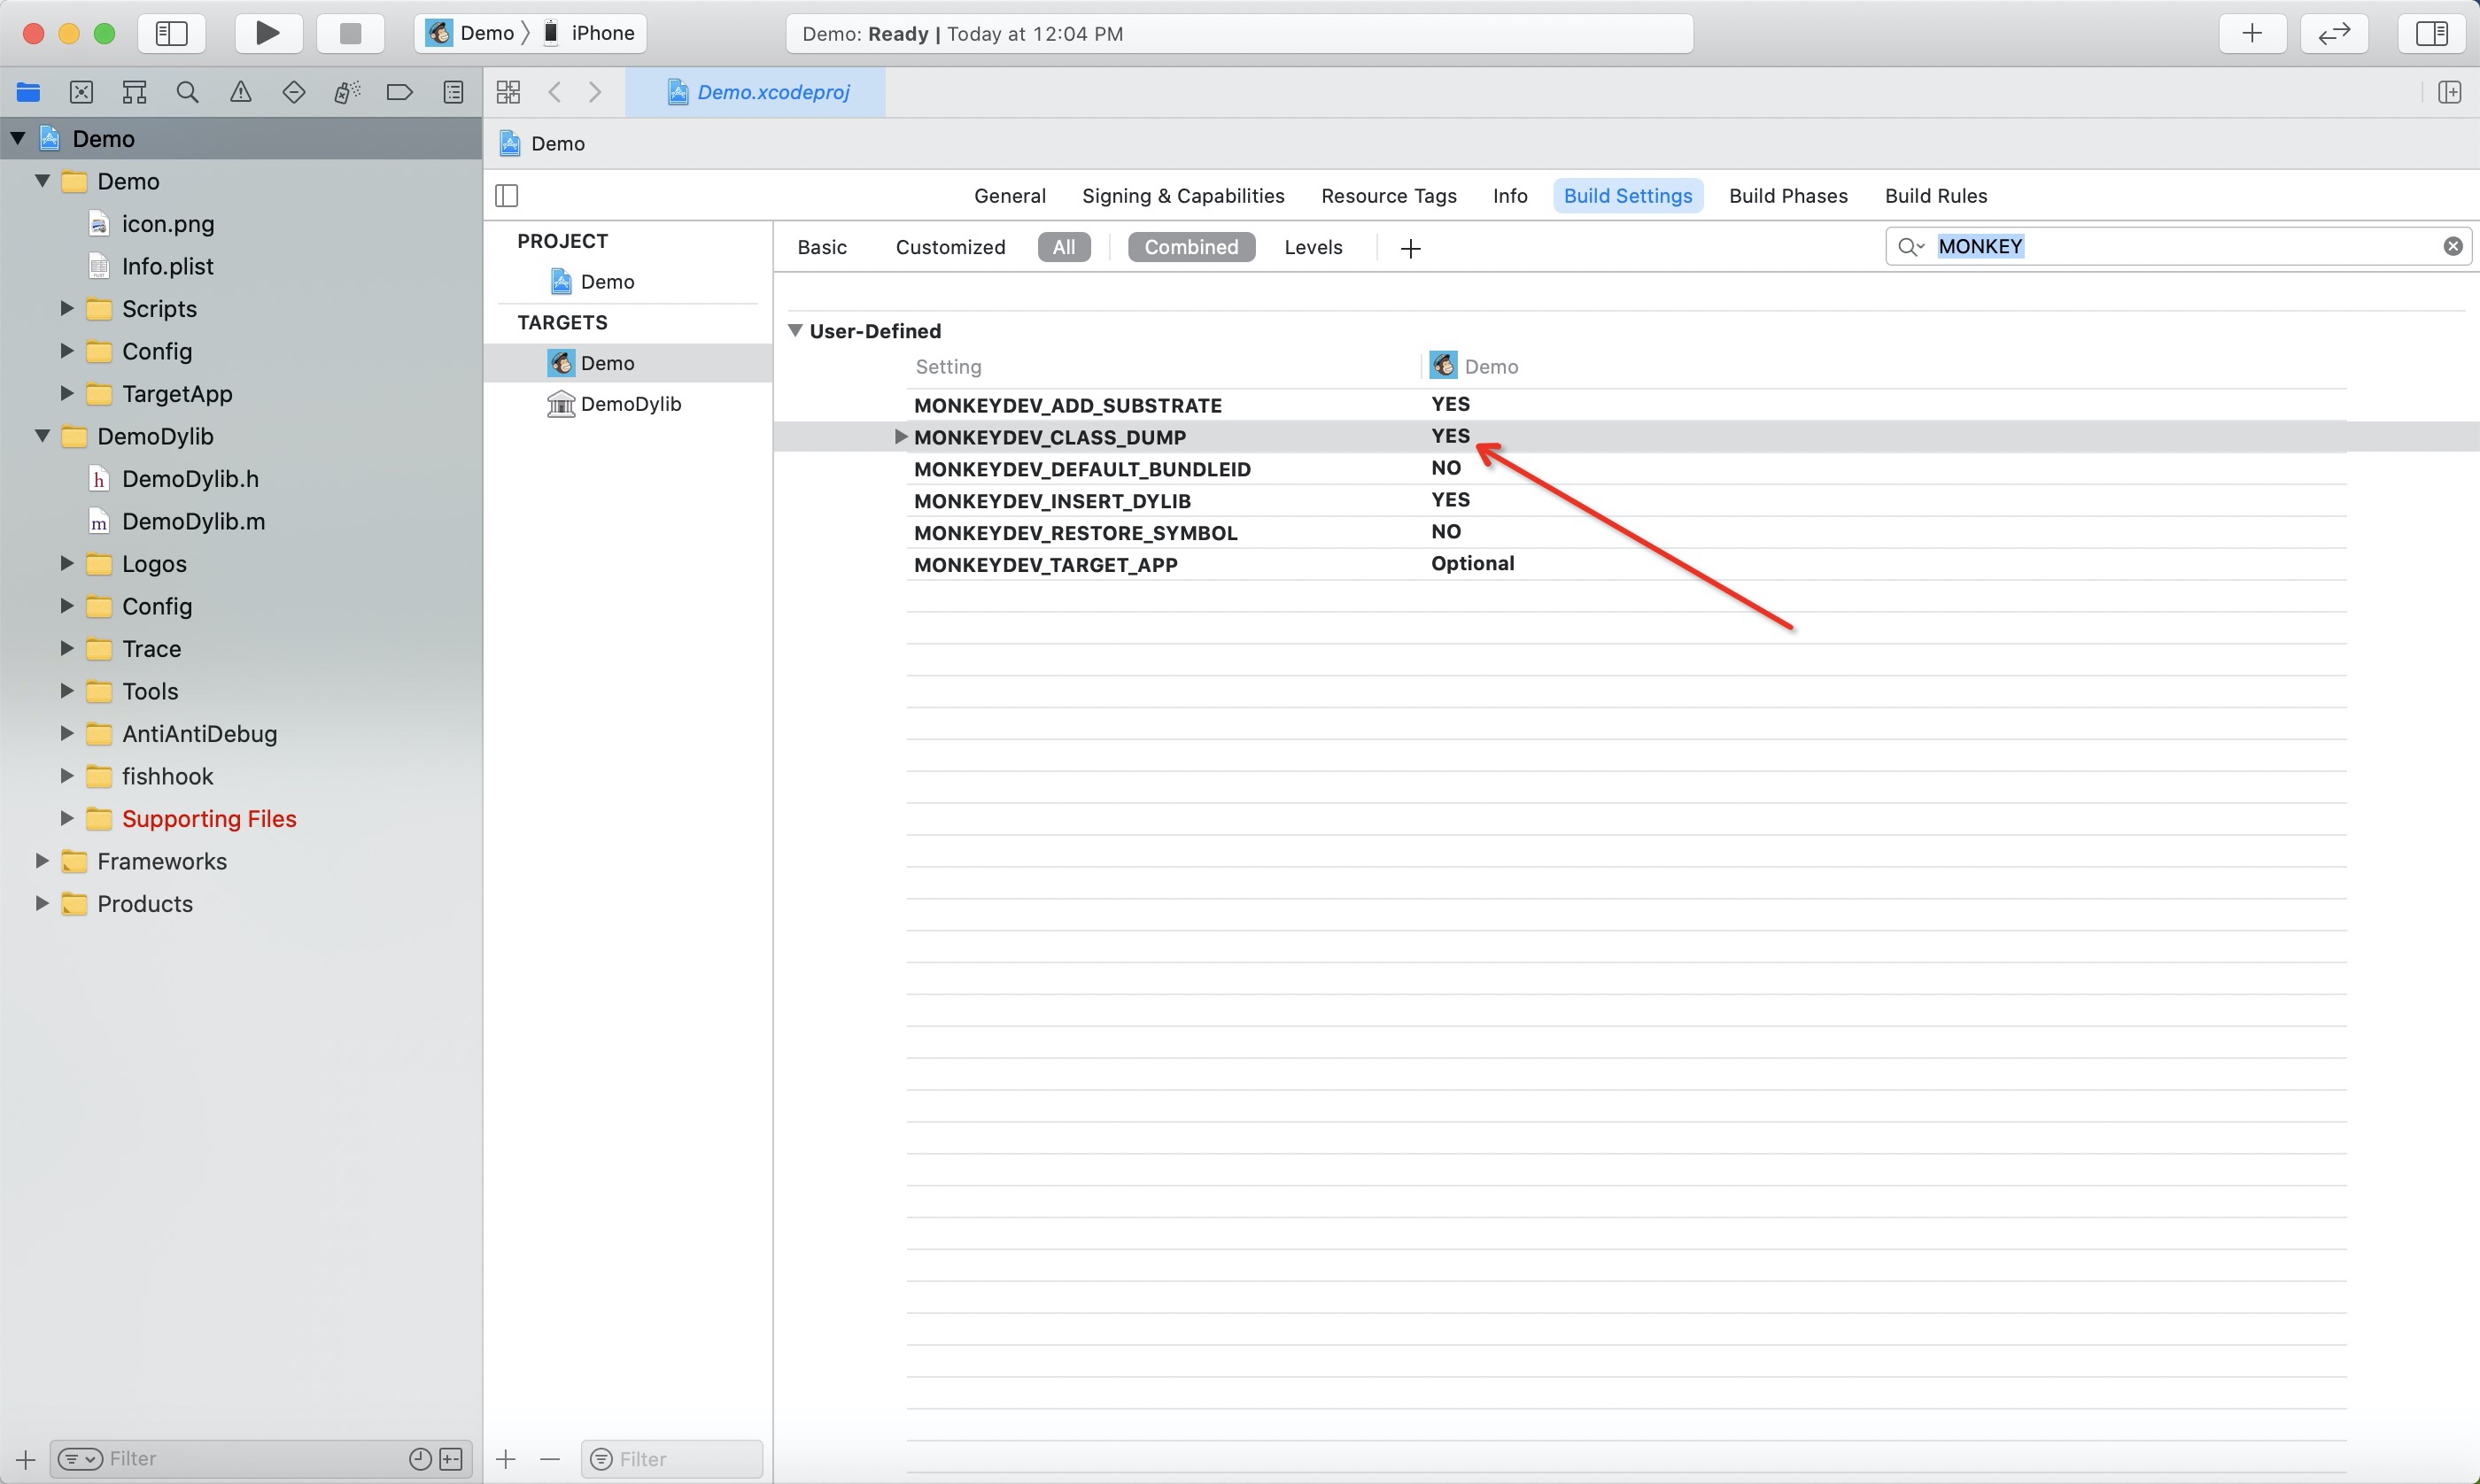 Demo 〉 iPhone
Demo: Ready | Today at 12:04 PM
Demo.xcodeproj
Demo
Demo
icon.png
Info.plist
Scripts
Config
TargetApp
DemoDylib
h DemoDylib.h
m DemoDylib.m
Logos
Config
Trace
Tools
AntiAntiDebug
fishhook
Supporting Files
Frameworks
Products
Filter
Demo
General Signing & Capabilities Resource Tags Info Build Settings Build Phases Build Rules
PROJECT
Demo
TARGETS
Demo
DemoDylib
Filter
Basic Customized All Combined Levels + MONKEY
User-Defined
Setting Demo
MONKEYDEV_ADD_SUBSTRATE YES
MONKEYDEV_CLASS_DUMP YES
MONKEYDEV_DEFAULT_BUNDLEID NO
MONKEYDEV_INSERT_DYLIB YES
MONKEYDEV_RESTORE_SYMBOL NO
MONKEYDEV_TARGET_APP Optional